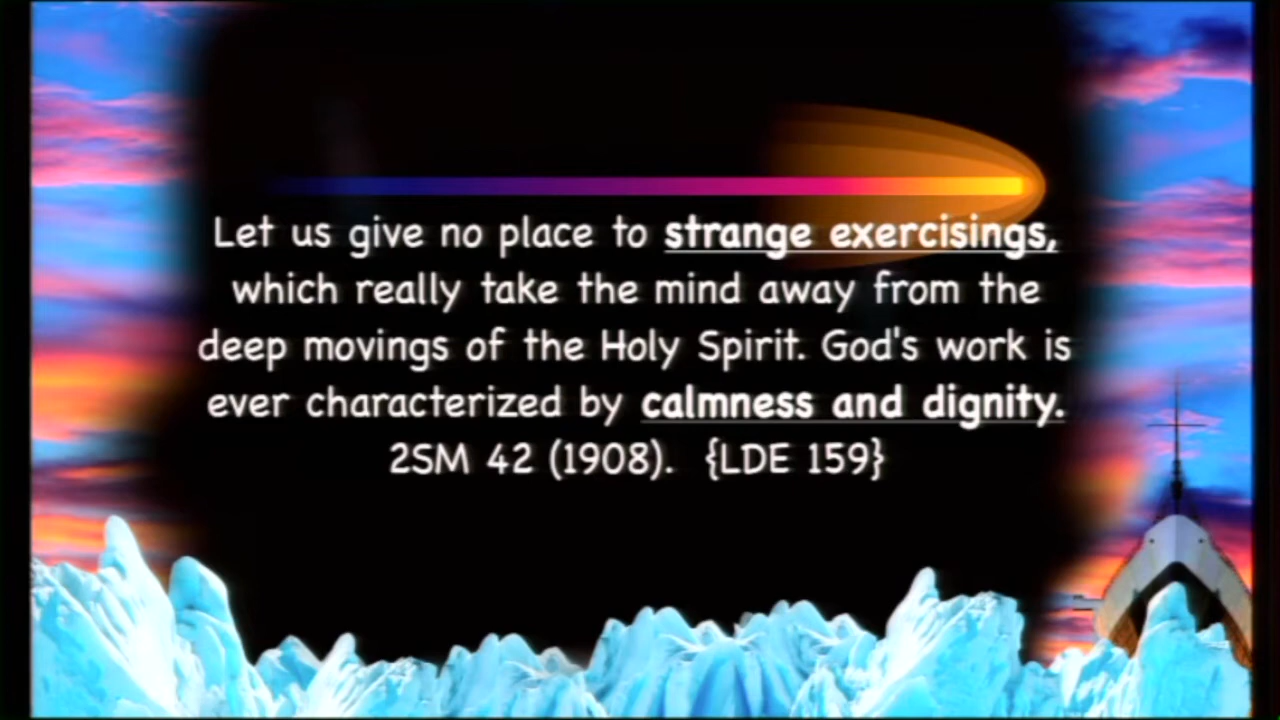 Let us give no place to strange exercisings,
which really take the mind away from the
deep movings of the Holy Spirit. God's work is
ever characterized by calmness and dignity.
2SM 42 (1908). {LDE 159}